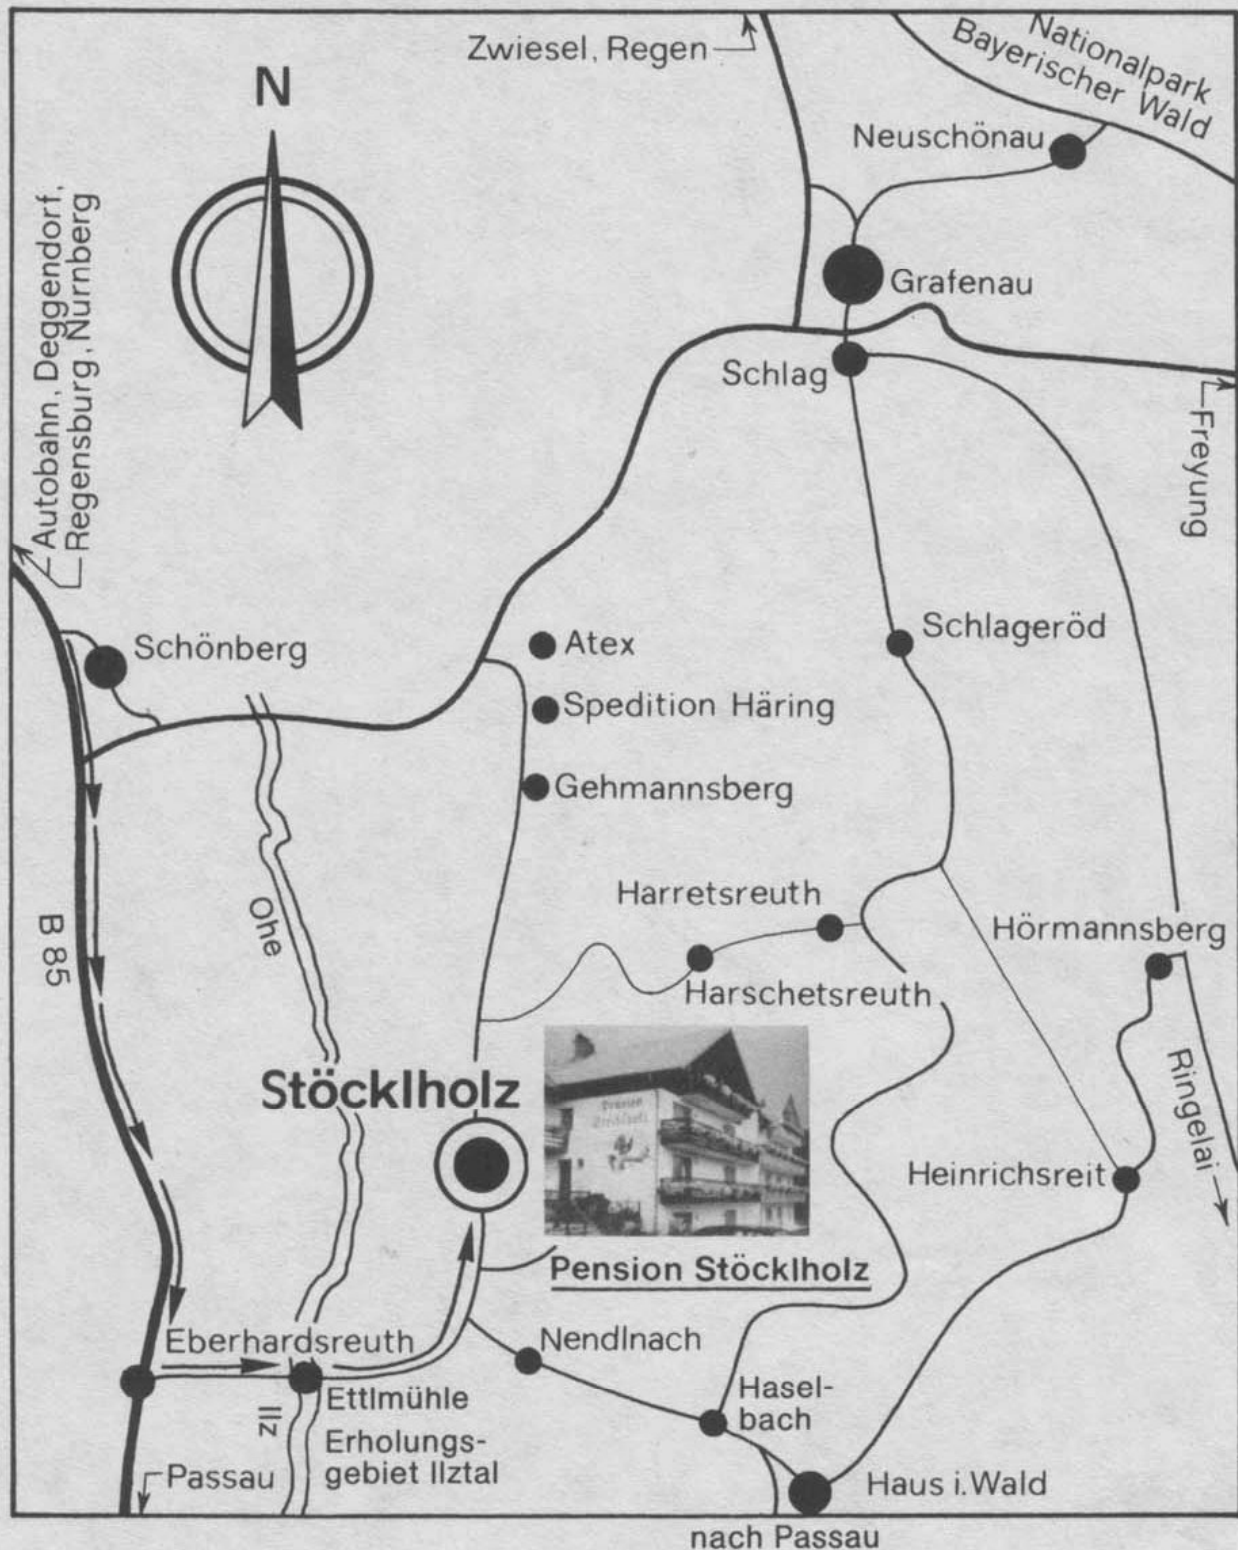 Zwiesel, Regen
Nationalpark
Bayerischer Wald
N
Neuschönau
Autobahn, Deggendorf,
Regensburg, Nürnberg
Grafenau
Schlag
Freyung
Schönberg
Atex
Schlageröd
Spedition Häring
Gehmannsberg
B 85
Ohe
Harretsreuth
Hörmannsberg
Harschetsreuth
Stöcklholz
Pension
Stöcklholz
Ringelai
Heinrichsreit
Pension Stöcklholz
Eberhardsreuth
Nendlnach
Ettlmühle
Hasel-
bach
Ilz
Erholungs-
gebiet Ilztal
Passau
Haus i. Wald
nach Passau